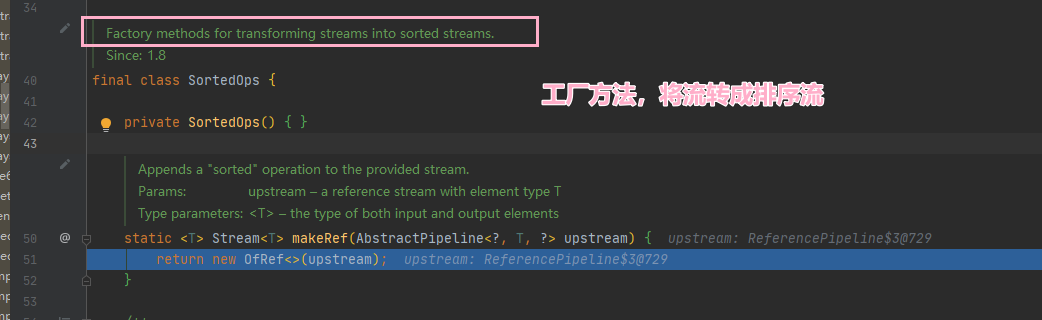 34
Factory methods for transforming streams into sorted streams.
Since: 1.8
40 final class SortedOps {
工厂方法，将流转成排序流
41
42 private SortedOps() { }
43
Appends a "sorted" operation to the provided stream.
Params: upstream – a reference stream with element type T
Type parameters: <T> – the type of both input and output elements
50 @ static <T> Stream<T> makeRef(AbstractPipeline<?, T, ?> upstream) { upstream: ReferencePipeline$3@729
51 return new OfRef<>(upstream); upstream: ReferencePipeline$3@729
52 }
53